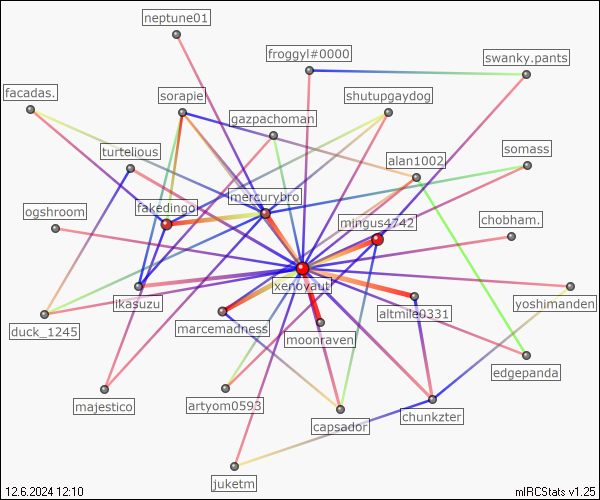 neptune01
froggyl#0000
swanky.pants
facadas.
sorapie
shutupgaydog
gazpachoman
turtelious
somass
alan1002
mercurybro
ogshroom
fakedingo
mingus4742
chobham.
xenovaut
ikasuzu
yoshimanden
altmile0331
duck_1245
marcemadness
moonraven
edgepanda
majestico
artyom0593
chunkzter
capsador
juketm
12.6.2024 12:10
mIRCStats v1.25